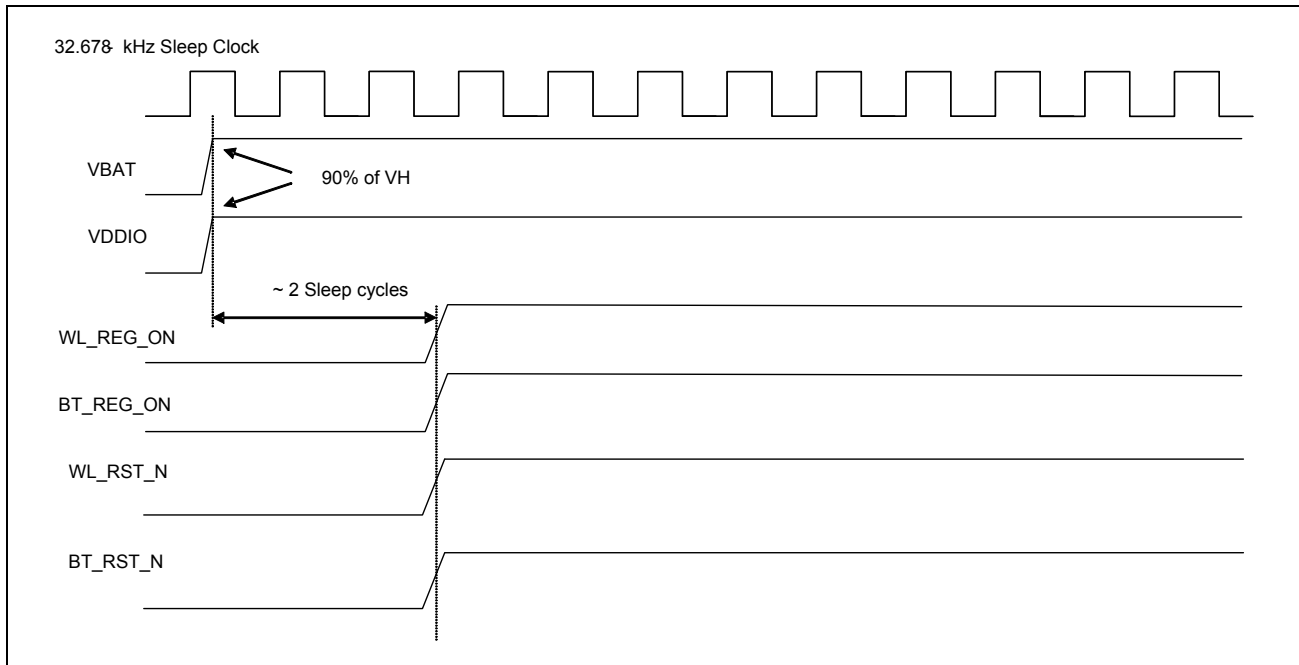 32.678- kHz Sleep Clock
VBAT
90% of VH
VDDIO
~ 2 Sleep cycles
WL_REG_ON
BT_REG_ON
WL_RST_N
BT_RST_N